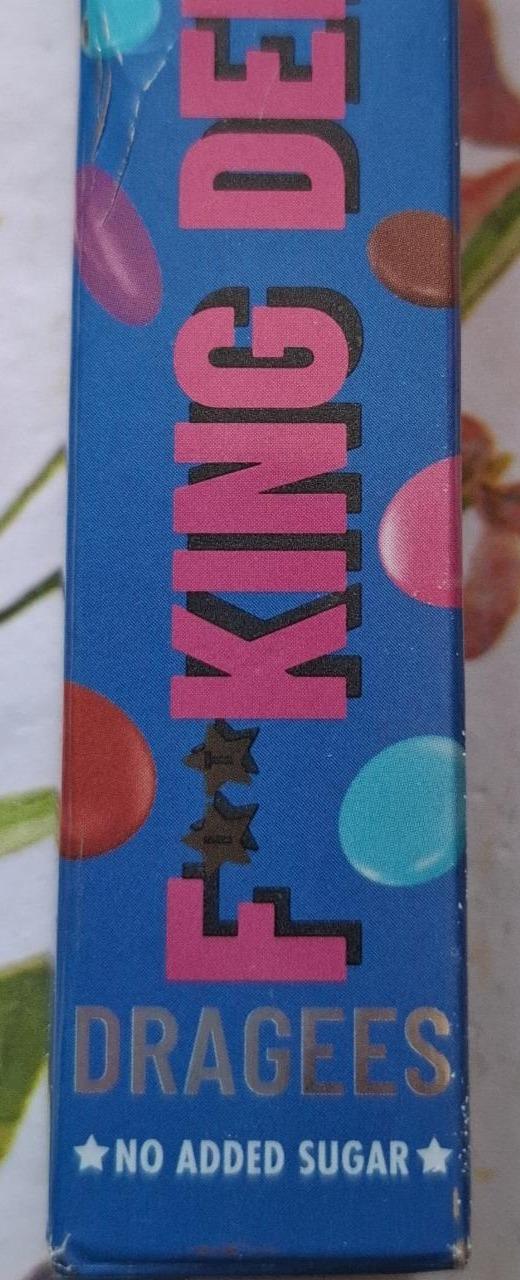 F**KING DE
DRAGEES
NO ADDED SUGAR